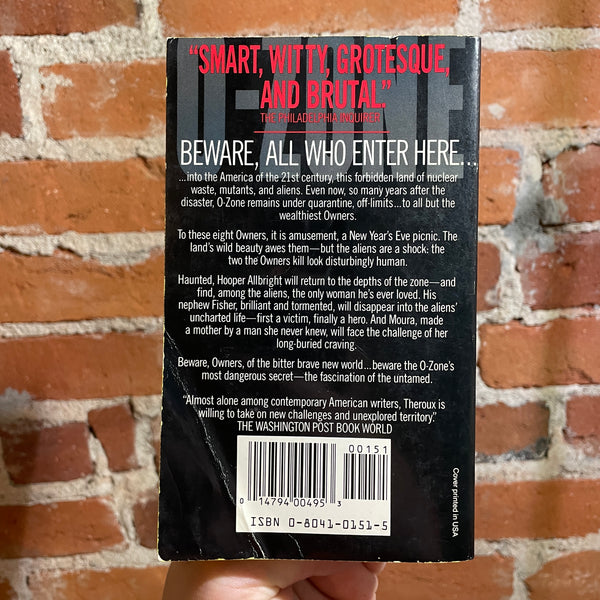 O-ZONE
"SMART, WITTY, GROTESQUE,
AND BRUTAL."
THE PHILADELPHIA INQUIRER
BEWARE, ALL WHO ENTER HERE...
...into the America of the 21st century, this forbidden land of nuclear
waste, mutants, and aliens. Even now, so many years after the
disaster, O-Zone remains under quarantine, off-limits...to all but the
wealthiest Owners.
To these eight Owners, it is amusement, a New Year's Eve picnic. The
land's wild beauty awes them—but the aliens are a shock: the
two the Owners kill look disturbingly human.
Haunted, Hooper Allbright will return to the depths of the zone—and
find, among the aliens, the only woman he's ever loved. His
nephew Fisher, brilliant and tormented, will disappear into the aliens'
uncharted life—first a victim, finally a hero. And Moura, made
a mother by a man she never knew, will face the challenge of her
long-buried craving.
Beware, Owners, of the bitter brave new world...beware the O-Zone's
most dangerous secret—the fascination of the untamed.
"Almost alone among contemporary American writers, Theroux is
willing to take on new challenges and unexplored territory."
THE WASHINGTON POST BOOK WORLD
00151
0 14794 00495 3
ISBN 0-8041-0151-5
Cover printed in USA